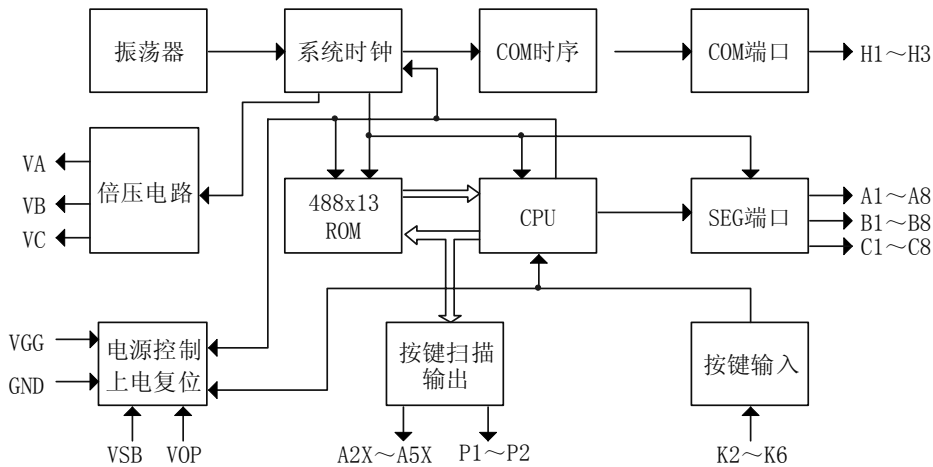 振荡器
系统时钟
COM时序
COM端口
H1～H3
VA
VB
VC
倍压电路
488x13
ROM
CPU
SEG端口
A1～A8
B1～B8
C1～C8
VGG
GND
电源控制
上电复位
按键扫描
输出
按键输入
VSB
VOP
A2X～A5X
P1～P2
K2～K6